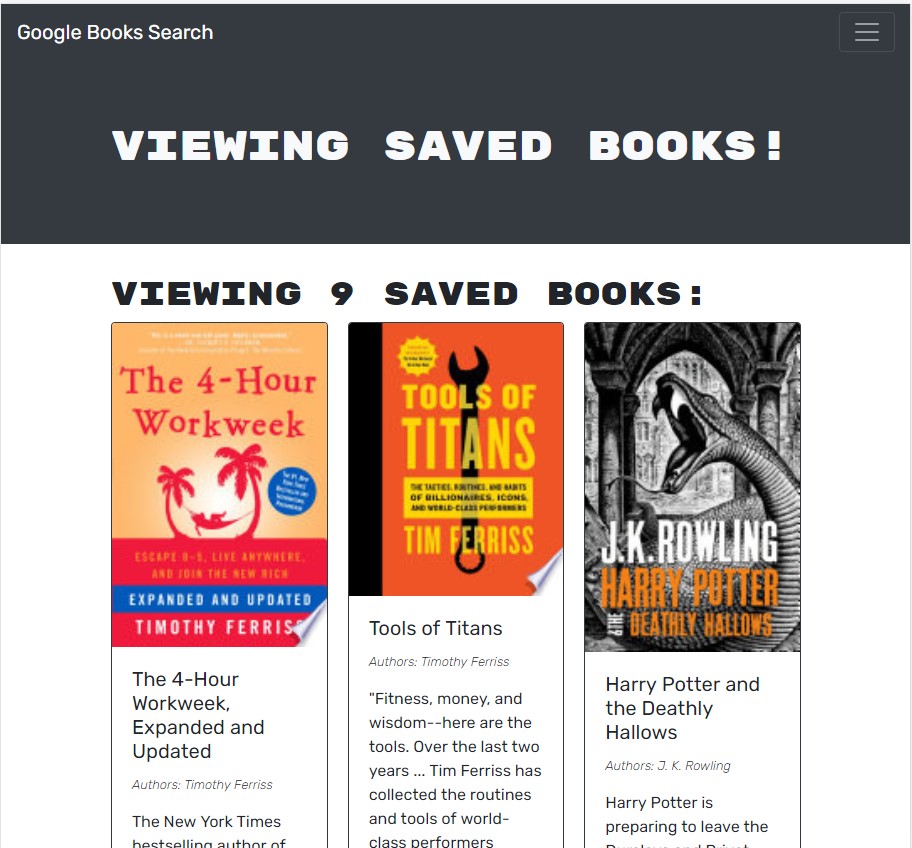 Google Books Search
VIEWING SAVED BOOKS!
VIEWING 9 SAVED BOOKS:
The 4-Hour
Workweek
ESCAPE 9-5, LIVE ANYWHERE,
AND JOIN THE NEW RICH
EXPANDED AND UPDATED
TIMOTHY FERRISS
The 4-Hour
Workweek,
Expanded and
Updated
Authors: Timothy Ferriss
The New York Times
bestselling author of
TOOLS OF
TITANS
THE TACTICS, ROUTINES, AND HABITS
OF BILLIONAIRES, ICONS,
AND WORLD-CLASS PERFORMERS
TIM FERRISS
Tools of Titans
Authors: Timothy Ferriss
"Fitness, money, and
wisdom--here are the
tools. Over the last two
years ... Tim Ferriss has
collected the routines
and tools of world-
class performers
J.K.ROWLING
HARRY POTTER
&THE DEATHLY HALLOWS
Harry Potter and
the Deathly
Hallows
Authors: J. K. Rowling
Harry Potter is
preparing to leave the
Dursleys and Privet